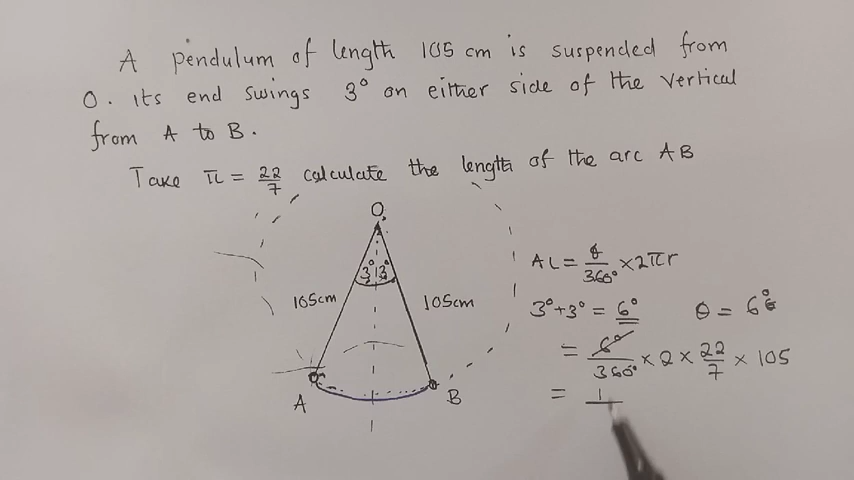 A pendulum of length 105 cm is suspended from
O. its end swings 3° on either side of the vertical
from A to B.
Take π = 22/7 calculate the length of the arc AB
O
3° 3°
105cm
105cm
A
B
AL = θ/360° × 2πr
3° + 3° = 6° θ = 6°
= 6°/360° × 2 × 22/7 × 105
= 1